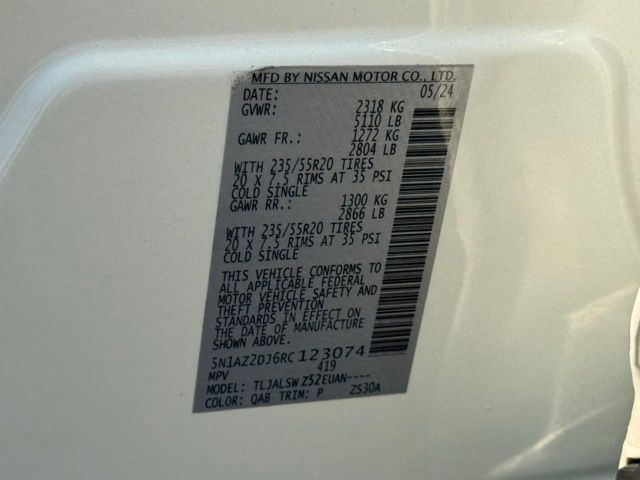 MFD BY NISSAN MOTOR CO., LTD.
DATE: 05/24
GVWR: 2318 KG
5110 LB
GAWR FR.: 1272 KG
2804 LB
WITH 235/55R20 TIRES
20 X 7.5 RIMS AT 35 PSI
COLD SINGLE
GAWR RR.: 1300 KG
2866 LB
WITH 235/55R20 TIRES
20 X 7.5 RIMS AT 35 PSI
COLD SINGLE
THIS VEHICLE CONFORMS TO
ALL APPLICABLE FEDERAL
MOTOR VEHICLE SAFETY AND
THEFT PREVENTION
STANDARDS IN EFFECT ON
THE DATE OF MANUFACTURE
5N1AZ2DJ6RC123074
MPV 419
MODEL: TLJALSW Z52EUAN----
COLOR: QAB TRIM: P ZS30A